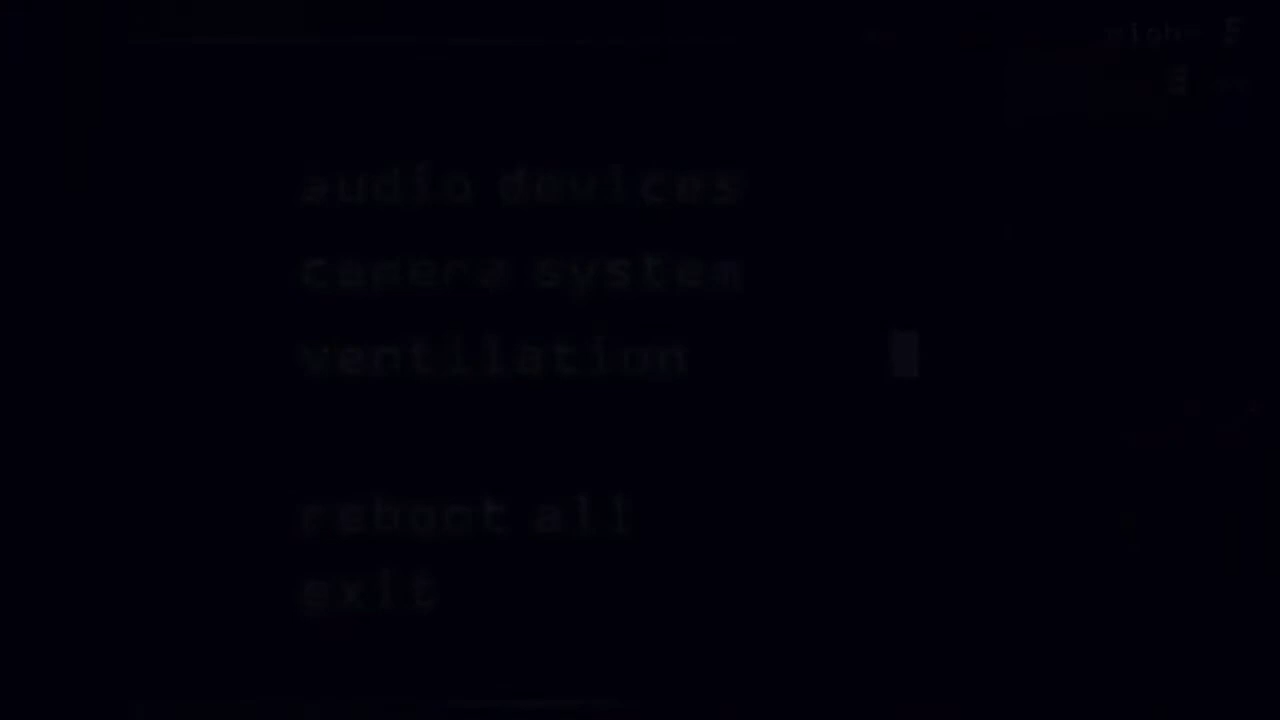 audio devices
camera system
ventilation
reboot all
exit